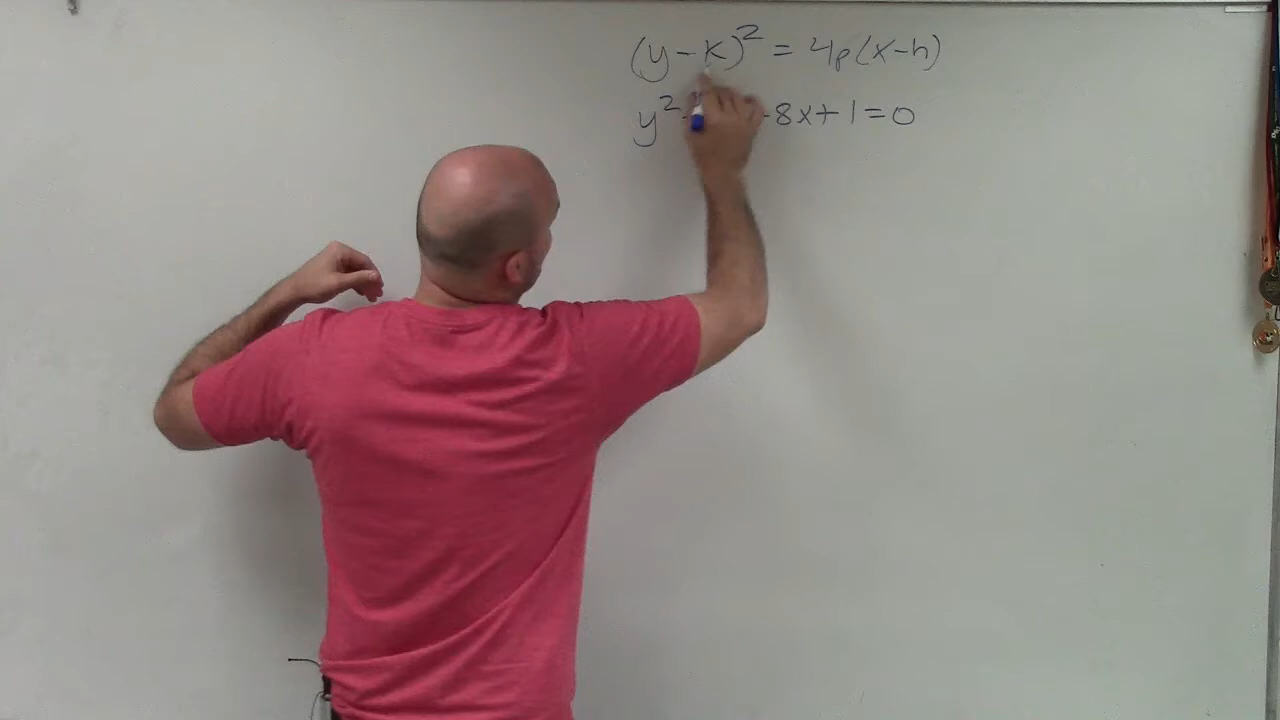 (y-k)² = 4p(x-h)
y² -8x+1=0